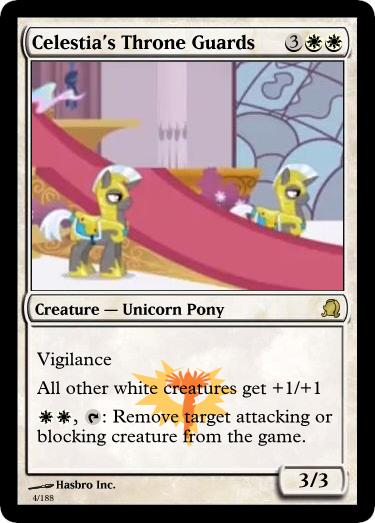 Celestia's Throne Guards 3
Creature — Unicorn Pony
Vigilance
All other white creatures get +1/+1
, : Remove target attacking or
blocking creature from the game.
Hasbro Inc.
3/3
4/188